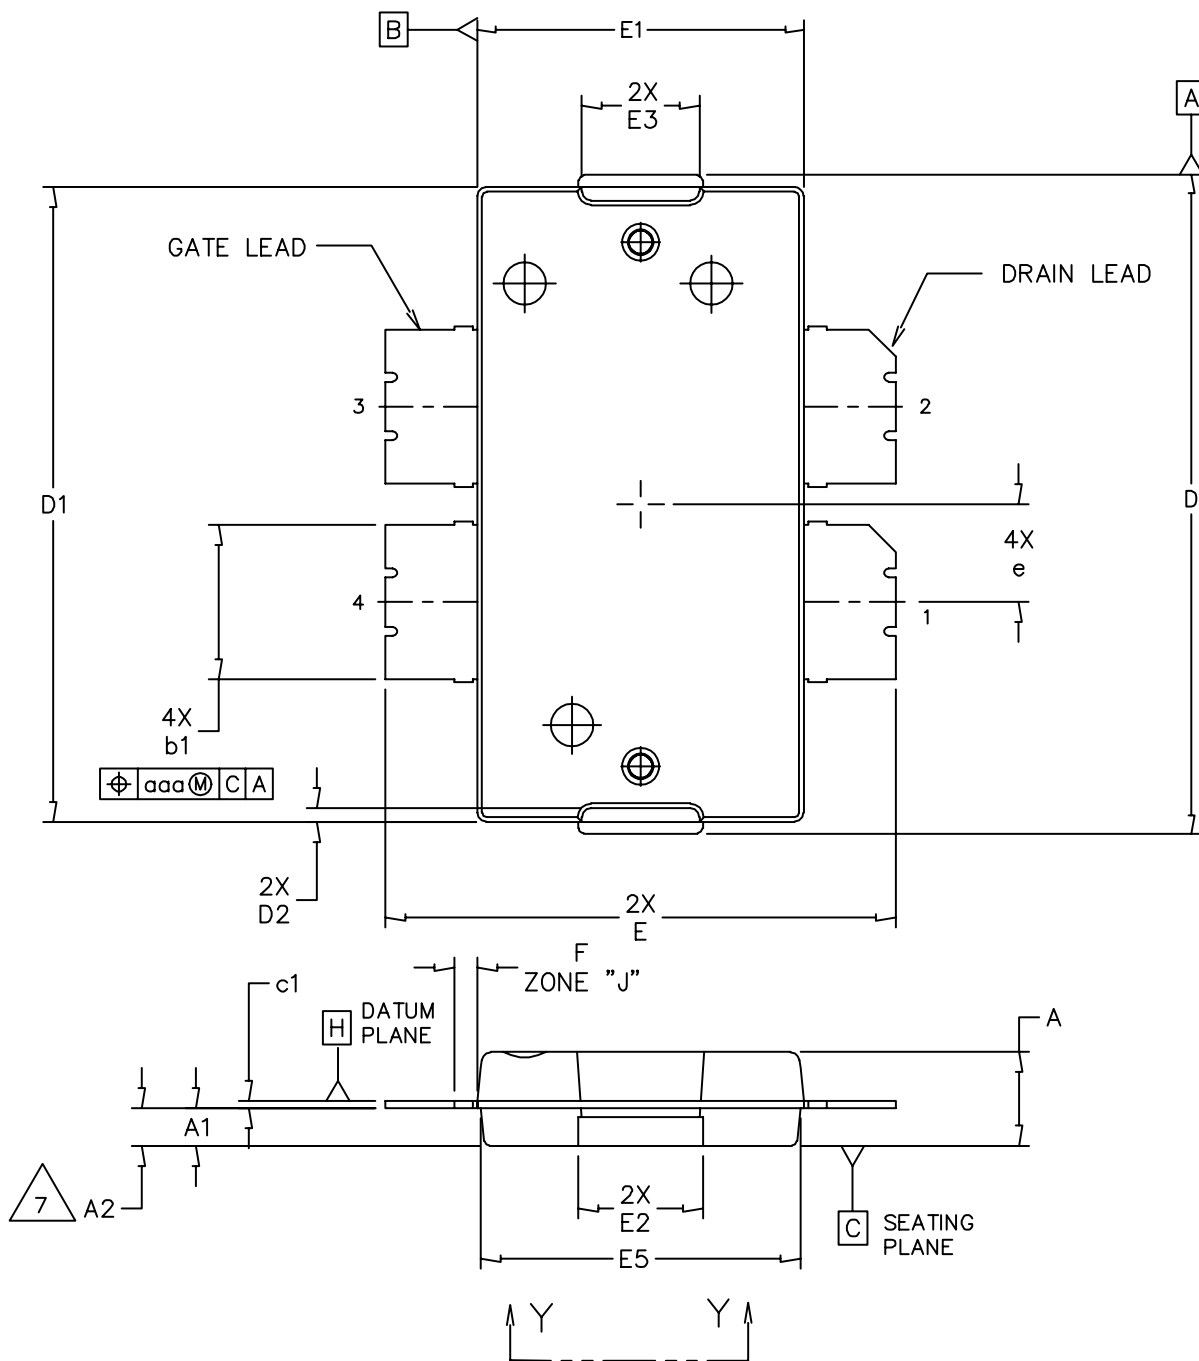 B
E1
2X
E3
A
GATE LEAD
DRAIN LEAD
3
2
D1
D
4X
e
4
1
4X
b1
aaa Ⓜ C A
2X
D2
2X
E
F
ZONE "J"
c1
H
DATUM
PLANE
A
A1
7
A2
2X
E2
C
SEATING
PLANE
E5
Y
Y